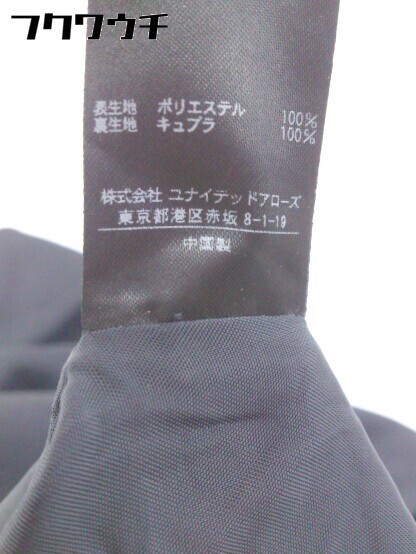 フクワウチ
表生地 ポリエステル 100%
裏生地 キュプラ 100%
株式会社 ユナイテッドアローズ
東京都港区赤坂 8-1-19
中国製